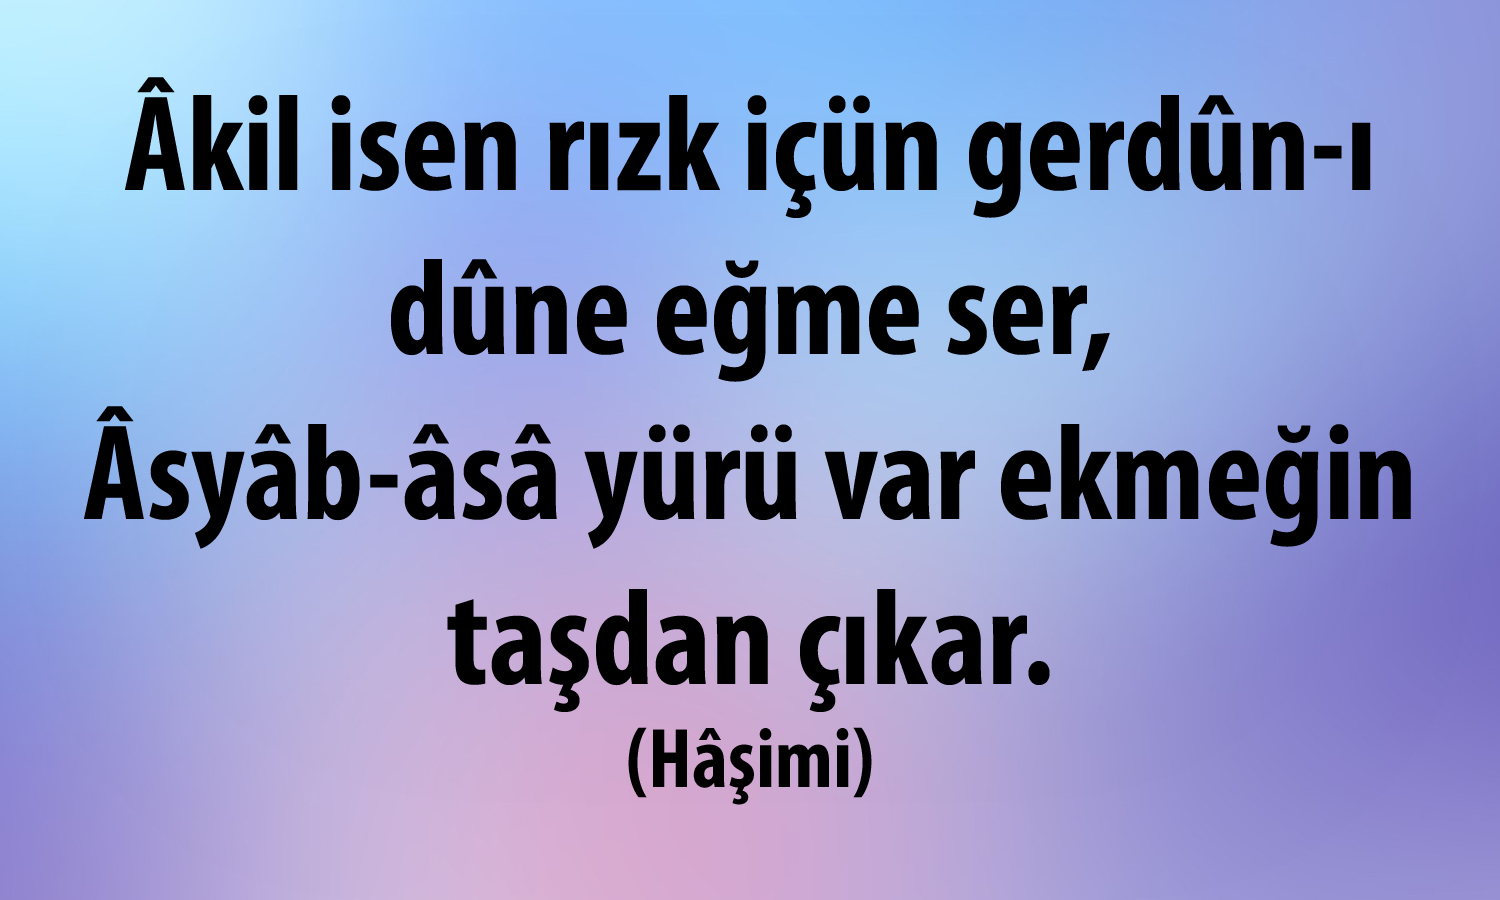 Âkil isen rızk içün gerdûn-ı
dûne eğme ser,
Âsyâb-âsâ yürü var ekmeğin
taşdan çıkar.
(Hâşimi)